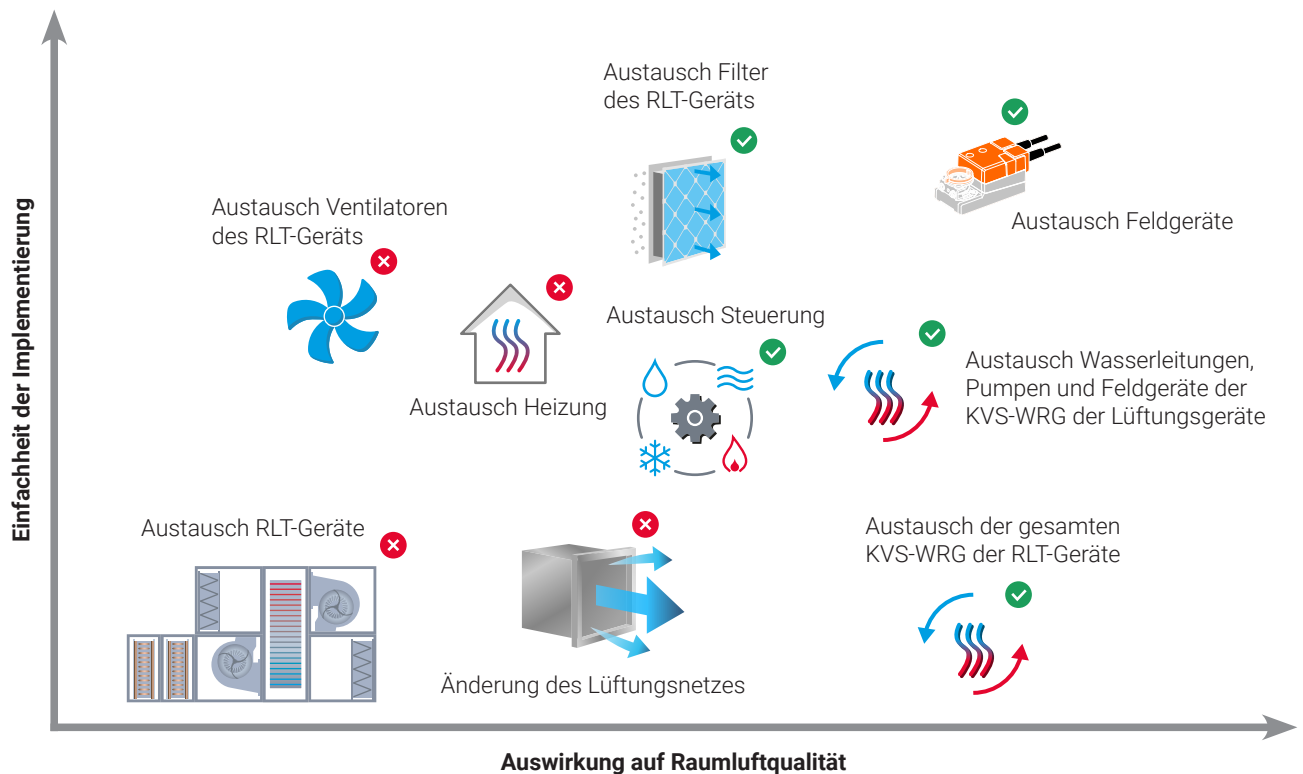 Austausch Filter
des RLT-Geräts
Austausch Feldgeräte
Austausch Ventilatoren
des RLT-Geräts
Austausch Steuerung
Austausch Heizung
Austausch Wasserleitungen,
Pumpen und Feldgeräte der
KVS-WRG der Lüftungsgeräte
Austausch RLT-Geräte
Änderung des Lüftungsnetzes
Austausch der gesamten
KVS-WRG der RLT-Geräte
Einfachheit der Implementierung
Auswirkung auf Raumluftqualität